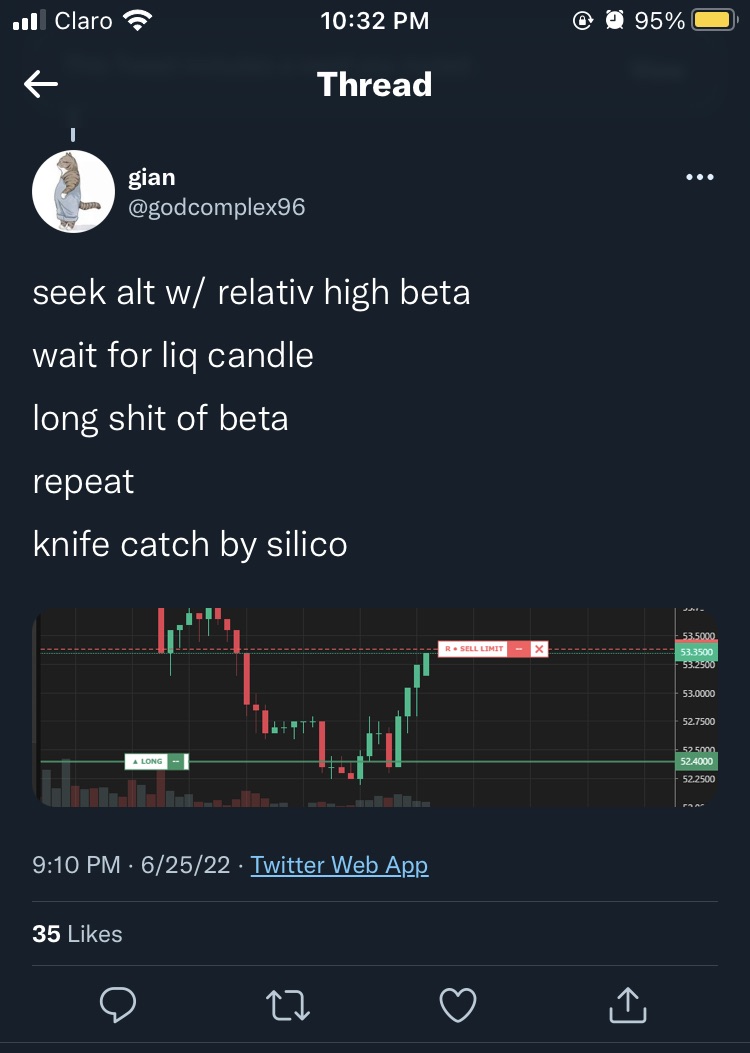 Claro 10:32 PM 95%
Thread
gian
@godcomplex96
seek alt w/ relativ high beta
wait for liq candle
long shit of beta
repeat
knife catch by silico
53.5000
R • SELL LIMIT
53.3500
53.2500
53.0000
52.7500
52.5000
▲ LONG
52.4000
52.2500
9:10 PM · 6/25/22 · Twitter Web App
35 Likes